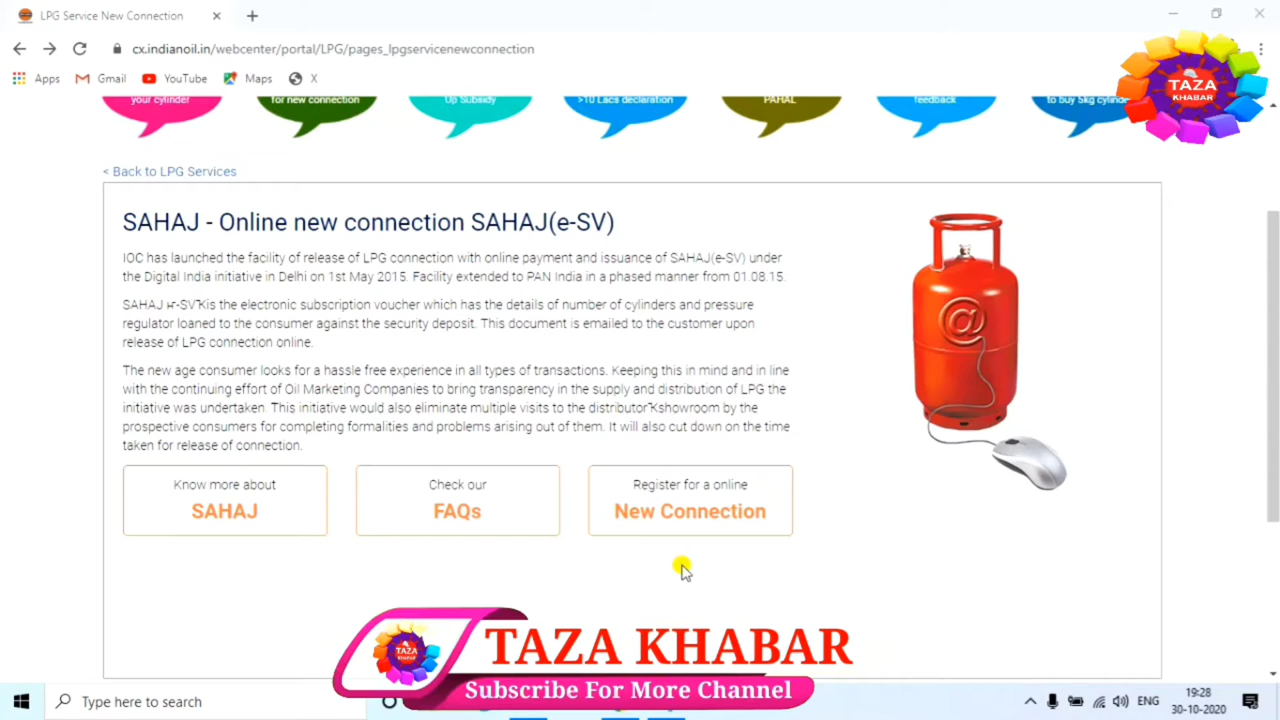 LPG Service New Connection
cx.indianoil.in/webcenter/portal/LPG/pages_lpgservicenewconnection
Apps Gmail YouTube Maps X
TAZA
KHABAR
your cylinder for new connection Up Subsidy >10 Lacs declaration PAHAL feedback to buy 5kg cylinde
< Back to LPG Services
SAHAJ - Online new connection SAHAJ(e-SV)
IOC has launched the facility of release of LPG connection with online payment and issuance of SAHAJ(e-SV) under
the Digital India initiative in Delhi on 1st May 2015. Facility extended to PAN India in a phased manner from 01.08.15.
SAHAJ is the electronic subscription voucher which has the details of number of cylinders and pressure
regulator loaned to the consumer against the security deposit. This document is emailed to the customer upon
release of LPG connection online.
The new age consumer looks for a hassle free experience in all types of transactions. Keeping this in mind and in line
with the continuing effort of Oil Marketing Companies to bring transparency in the supply and distribution of LPG the
initiative was undertaken. This initiative would also eliminate multiple visits to the by the
prospective consumers for completing formalities and problems arising out of them. It will also cut down on the time
taken for release of connection.
@
Know more about
SAHAJ
Check our
FAQs
Register for a online
New Connection
TAZA
KHABAR
TAZA KHABAR
Subscribe For More Channel
Type here to search
ENG
19:28
30-10-2020